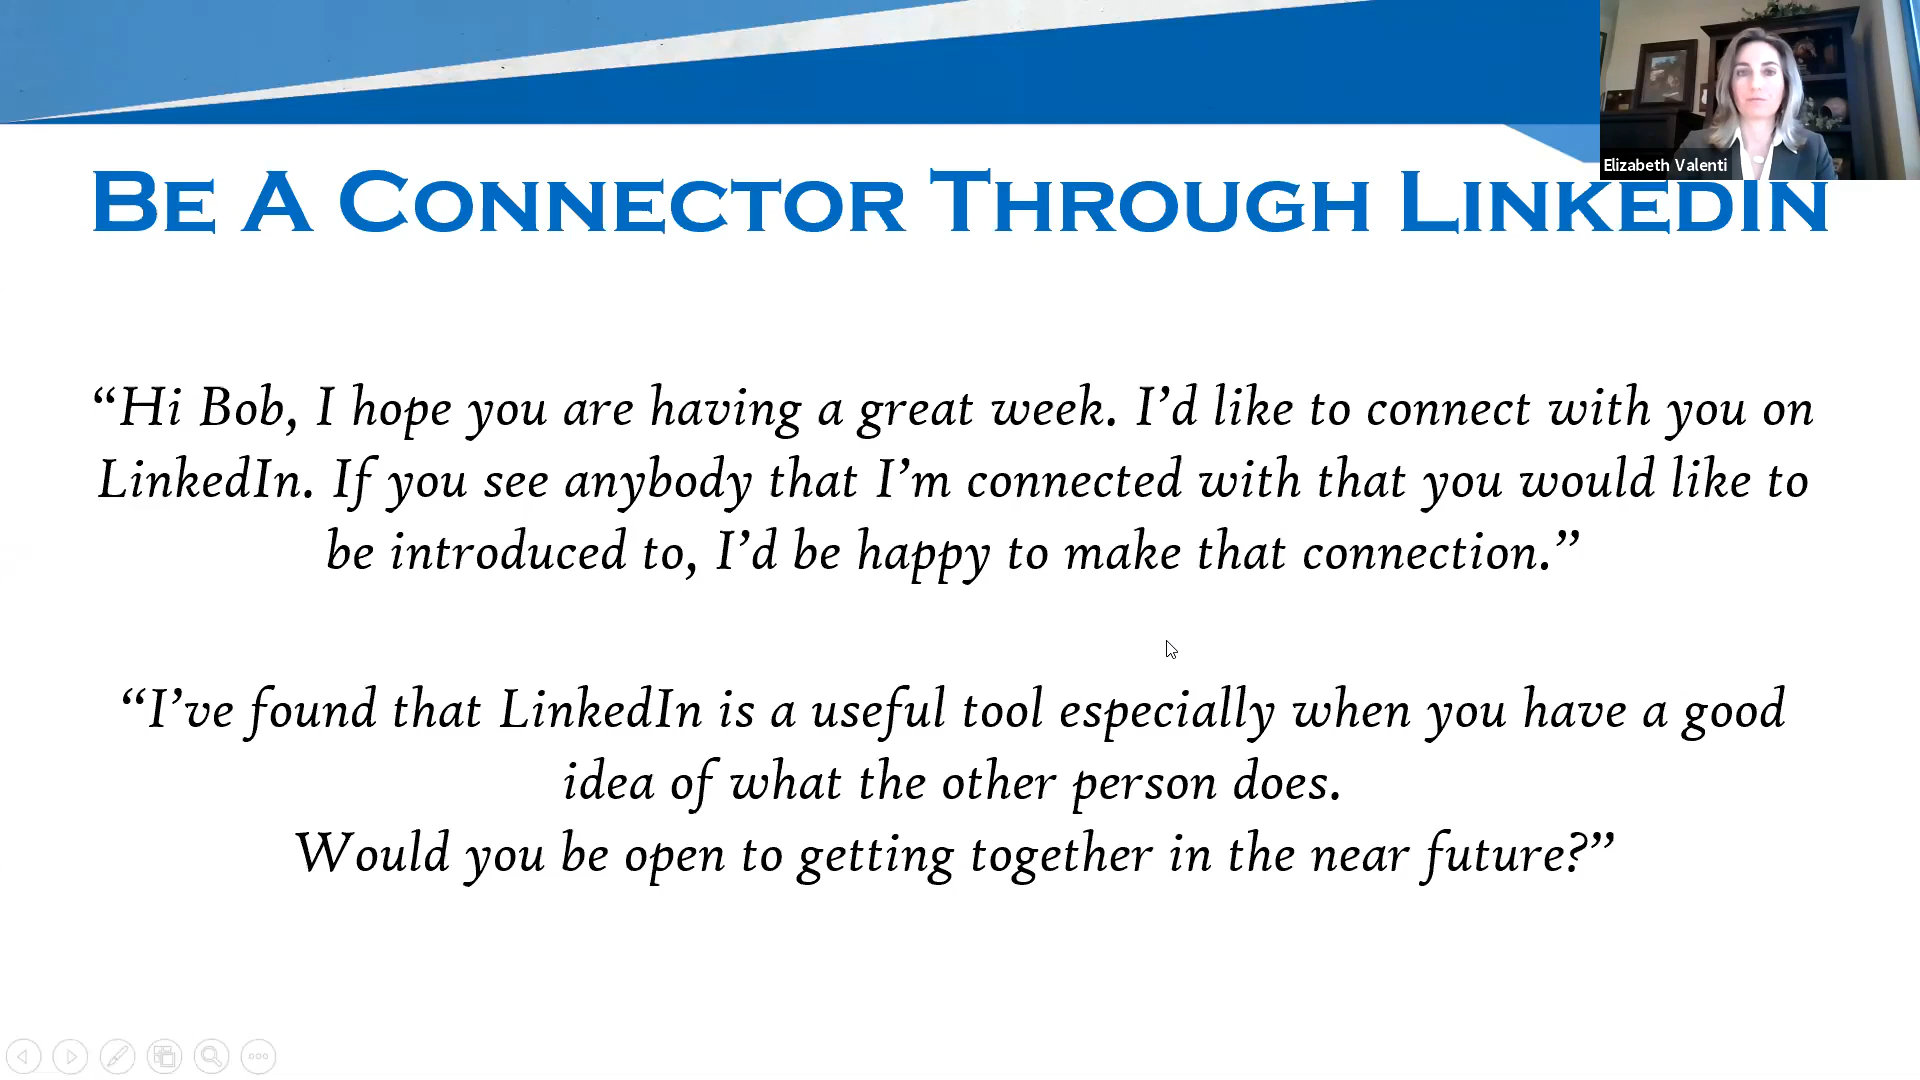 Elizabeth Valenti
BE A CONNECTOR THROUGH LINKEDIN
“Hi Bob, I hope you are having a great week. I’d like to connect with you on
LinkedIn. If you see anybody that I’m connected with that you would like to
be introduced to, I’d be happy to make that connection.”
“I’ve found that LinkedIn is a useful tool especially when you have a good
idea of what the other person does.
Would you be open to getting together in the near future?”